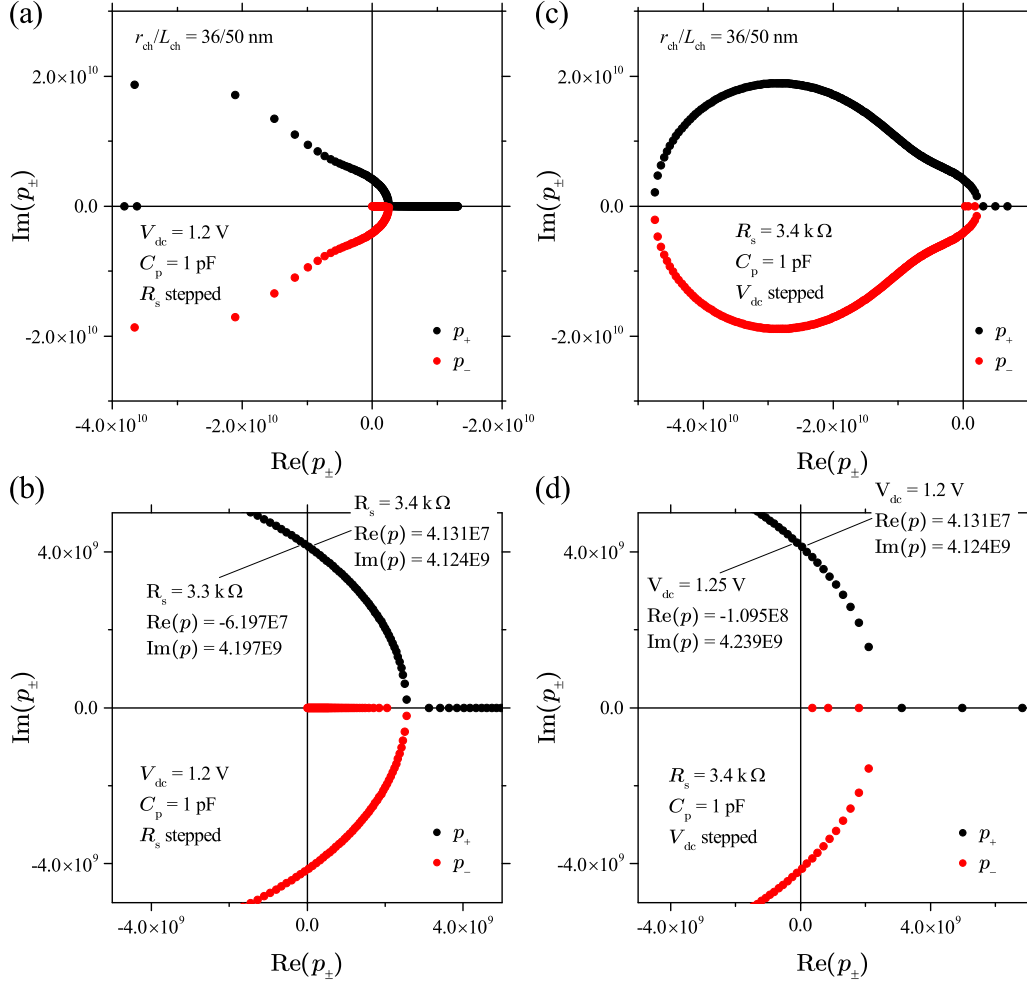 (a)
r_ch/L_ch = 36/50 nm
2.0×10^10
0.0
-2.0×10^10
Im(p_±)
V_dc = 1.2 V
C_p = 1 pF
R_s stepped
p_+
p_−
-4.0×10^10
-2.0×10^10
0.0
-2.0×10^10
Re(p_±)
(c)
r_ch/L_ch = 36/50 nm
2.0×10^10
0.0
-2.0×10^10
Im(p_±)
R_s = 3.4 k Ω
C_p = 1 pF
V_dc stepped
p_+
p_−
-4.0×10^10
-2.0×10^10
0.0
Re(p_±)
(b)
R_s = 3.4 k Ω
Re(p) = 4.131E7
Im(p) = 4.124E9
R_s = 3.3 k Ω
Re(p) = -6.197E7
Im(p) = 4.197E9
4.0×10^9
0.0
-4.0×10^9
Im(p_±)
V_dc = 1.2 V
C_p = 1 pF
R_s stepped
p_+
p_−
-4.0×10^9
0.0
4.0×10^9
Re(p_±)
(d)
V_dc = 1.2 V
Re(p) = 4.131E7
Im(p) = 4.124E9
V_dc = 1.25 V
Re(p) = -1.095E8
Im(p) = 4.239E9
4.0×10^9
0.0
-4.0×10^9
Im(p_±)
R_s = 3.4 k Ω
C_p = 1 pF
V_dc stepped
p_+
p_−
-4.0×10^9
0.0
4.0×10^9
Re(p_±)